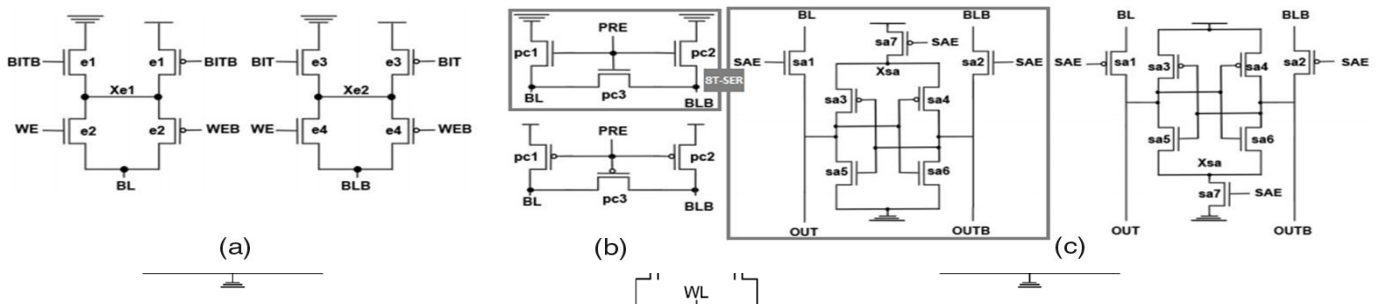 BITB
e1
e1
BITB
Xe1
WE
e2
e2
WEB
BL
BIT
e3
e3
BIT
Xe2
WE
e4
e4
WEB
BLB
(a)
PRE
pc1
pc2
pc3
BL
BLB
8T-SER
PRE
pc1
pc2
pc3
BL
BLB
(b)
BL
BLB
sa7
SAE
SAE
sa1
Xsa
sa2
SAE
sa3
sa4
sa5
sa6
OUT
OUTB
BL
BLB
SAE
sa1
sa3
sa4
sa2
SAE
sa5
sa6
Xsa
sa7
SAE
OUT
OUTB
(c)
WL